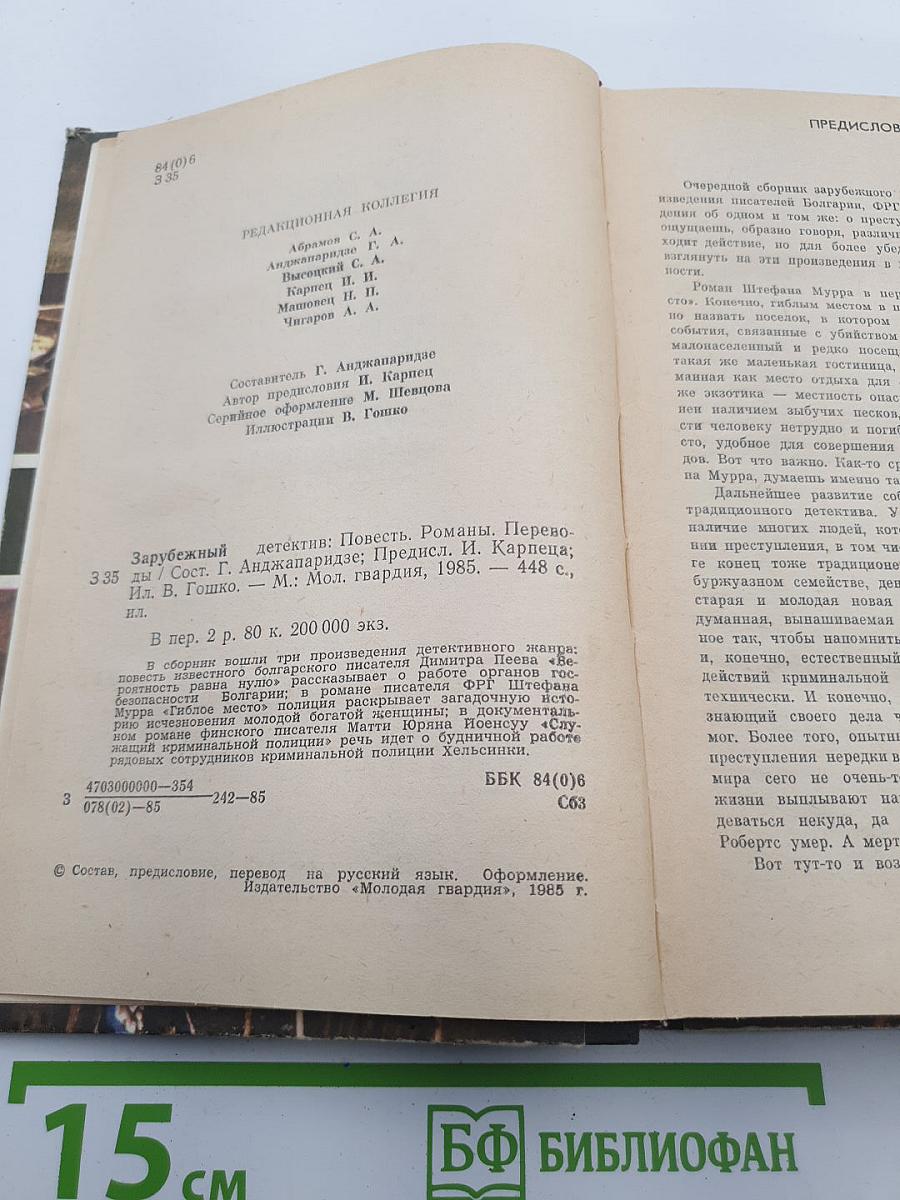 84(0)6
З 35
РЕДАКЦИОННАЯ КОЛЛЕГИЯ
Абрамов С. А.
Анджапаридзе Г. А.
Высоцкий С. А.
Карпец И. И.
Машовец Н. П.
Чигаров А. А.
Составитель Г. Анджапаридзе
Автор предисловия И. Карпец
Серийное оформление М. Шевцова
Иллюстрации В. Гошко
Зарубежный детектив: Повесть. Романы. Перево-
З 35 ды / Сост. Г. Анджапаридзе; Предисл. И. Карпеца;
Ил. В. Гошко. — М.: Мол. гвардия, 1985. — 448 с.,
ил.
В пер. 2 р. 80 к. 200 000 экз.
В сборник вошли три произведения детективного жанра:
повесть известного болгарского писателя Димитра Пеева «Ве-
роятность равна нулю» рассказывает о работе органов гос-
безопасности Болгарии; в романе писателя ФРГ Штефана
Мурра «Гиблое место» полиция раскрывает загадочную исто-
рию исчезновения молодой богатой женщины; в документаль-
ном романе финского писателя Матти Юряна Йоенсуу «Слу-
жащий криминальной полиции» речь идет о будничной работе
рядовых сотрудников криминальной полиции Хельсинки.
З 4703000000—354
078(02)—85 242—85
ББК 84(0)6
Сб3
© Состав, предисловие, перевод на русский язык. Оформление.
Издательство «Молодая гвардия», 1985 г.
ПРЕДИСЛОВ
Очередной сборник зарубежного
изведения писателей Болгарии, ФРГ
дения об одном и том же: о престу
ощущаешь, образно говоря, различ
ходит действие, но для более убед
взглянуть на эти произведения в
ности.
Роман Штефана Мурра в пер
сто». Конечно, гиблым местом в п
но назвать поселок, в котором
события, связанные с убийством
малонаселенный и редко посещ
такая же маленькая гостиница,
манная как место отдыха для
же экзотика — местность опас
неи наличием зыбучих песков,
сти человеку нетрудно и погиб
сто, удобное для совершения
дов. Вот что важно. Как-то ср
на Мурра, думаешь именно та
Дальнейшее развитие соб
традиционного детектива. У
наличие многих людей, кото
нии преступления, в том чи
ге конец тоже традиционе
буржуазном семействе, ден
старая и молодая новая
думанная, вынашиваемая
ное так, чтобы напомнить
и, конечно, естественный
действий криминальной
технически. И конечно,
знающий своего дела ч
мог. Более того, опытн
преступления нередки в
мира сего не очень-т
жизни выплывают на
деваться некуда, да
Робертс умер. А мерт
Вот тут-то и воз
15 см
БФ БИБЛИОФАН